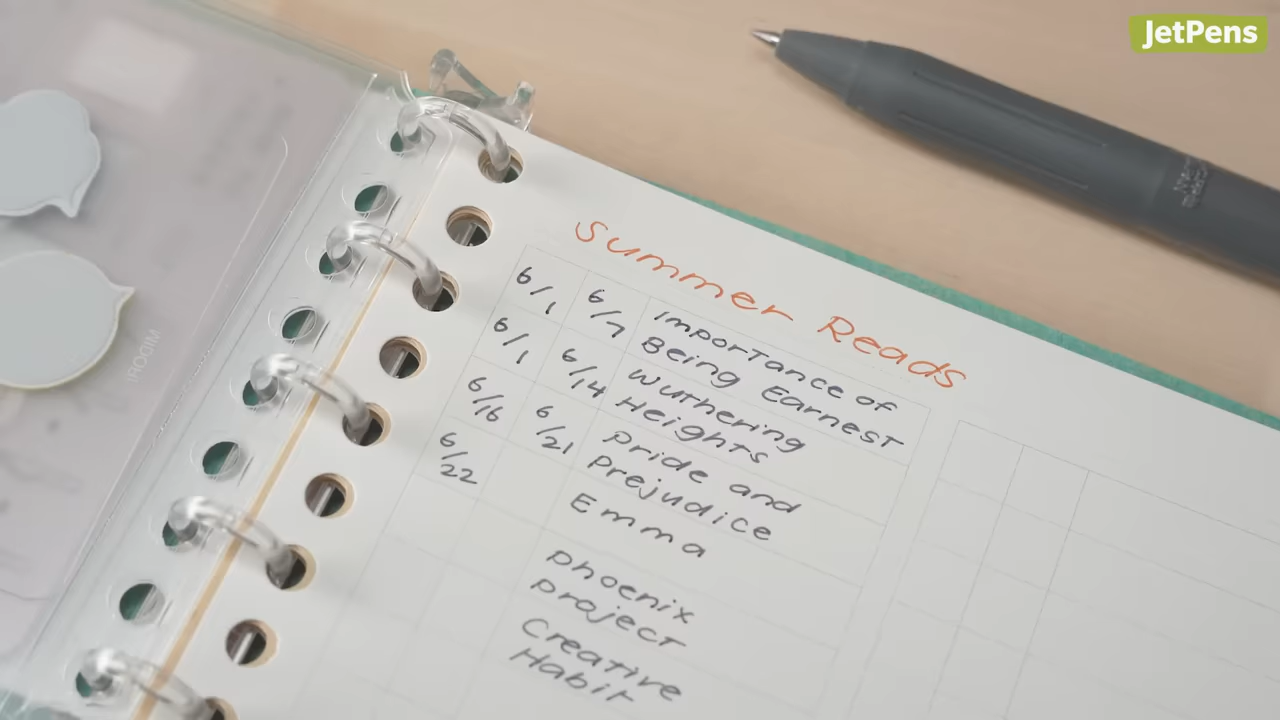 JetPens
Summer Reads
6/1 6/7 Importance of
Being Earnest
6/1 6/14 Wuthering
Heights
6/16 6/21 Pride and
Prejudice
6/22 Emma
Phoenix
Project
Creative
Habit